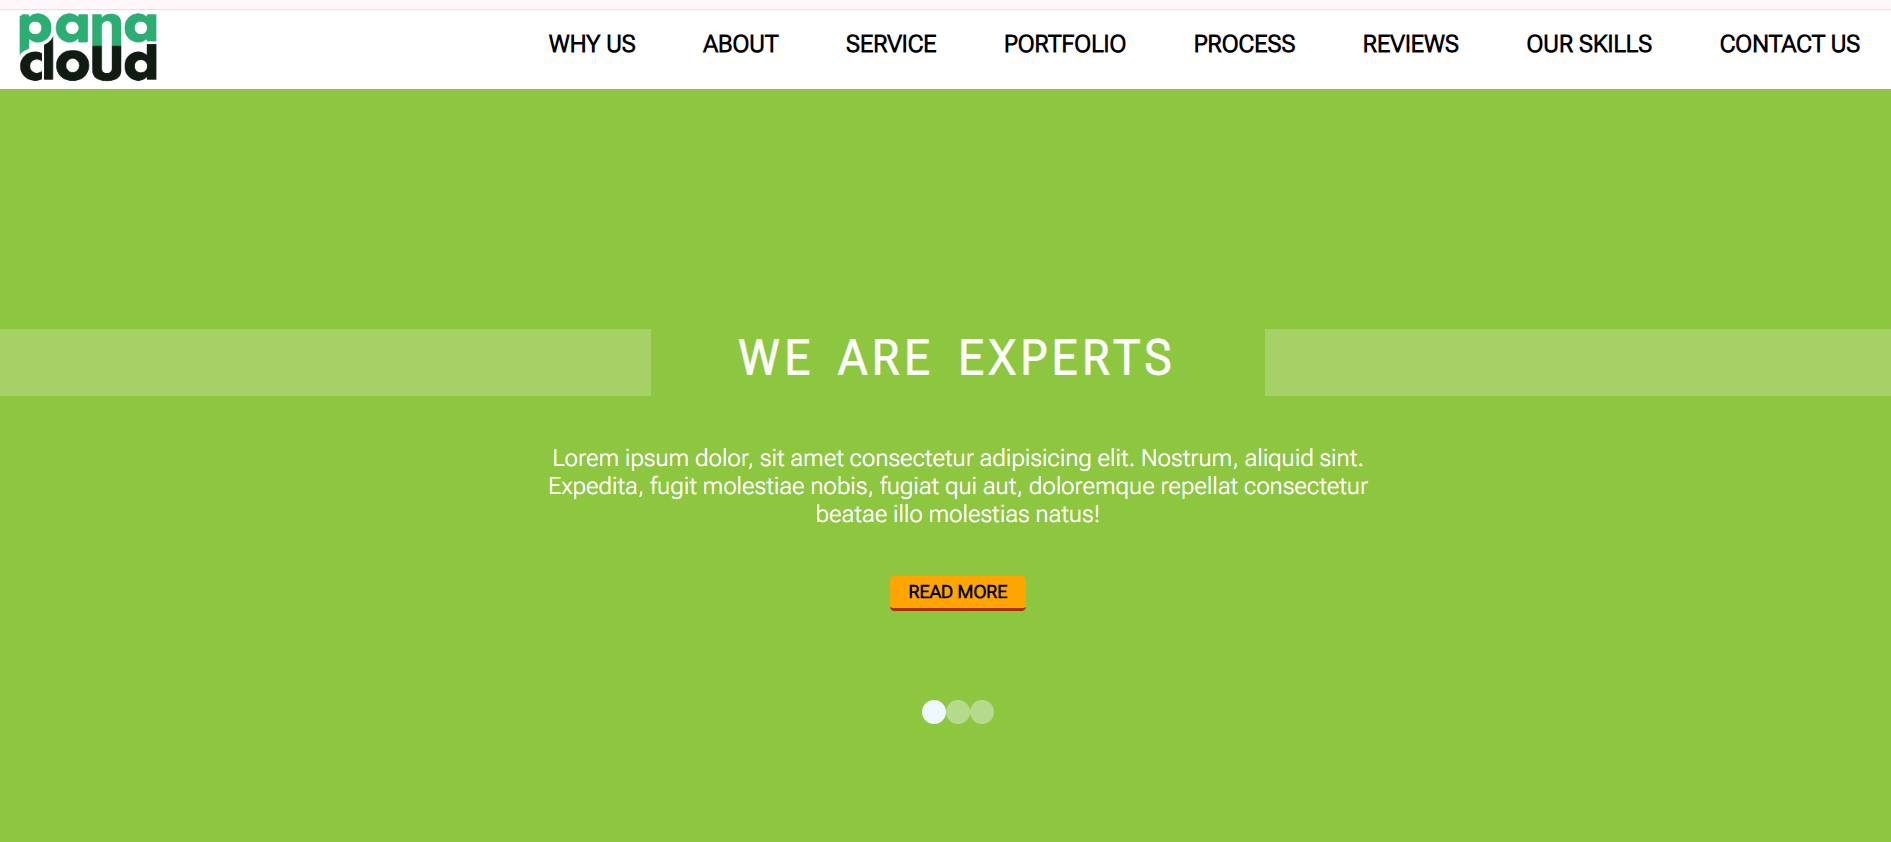 pana
cloud
WHY US ABOUT SERVICE PORTFOLIO PROCESS REVIEWS OUR SKILLS CONTACT US
WE ARE EXPERTS
Lorem ipsum dolor, sit amet consectetur adipisicing elit. Nostrum, aliquid sint.
Expedita, fugit molestiae nobis, fugiat qui aut, doloremque repellat consectetur
beatae illo molestias natus!
READ MORE